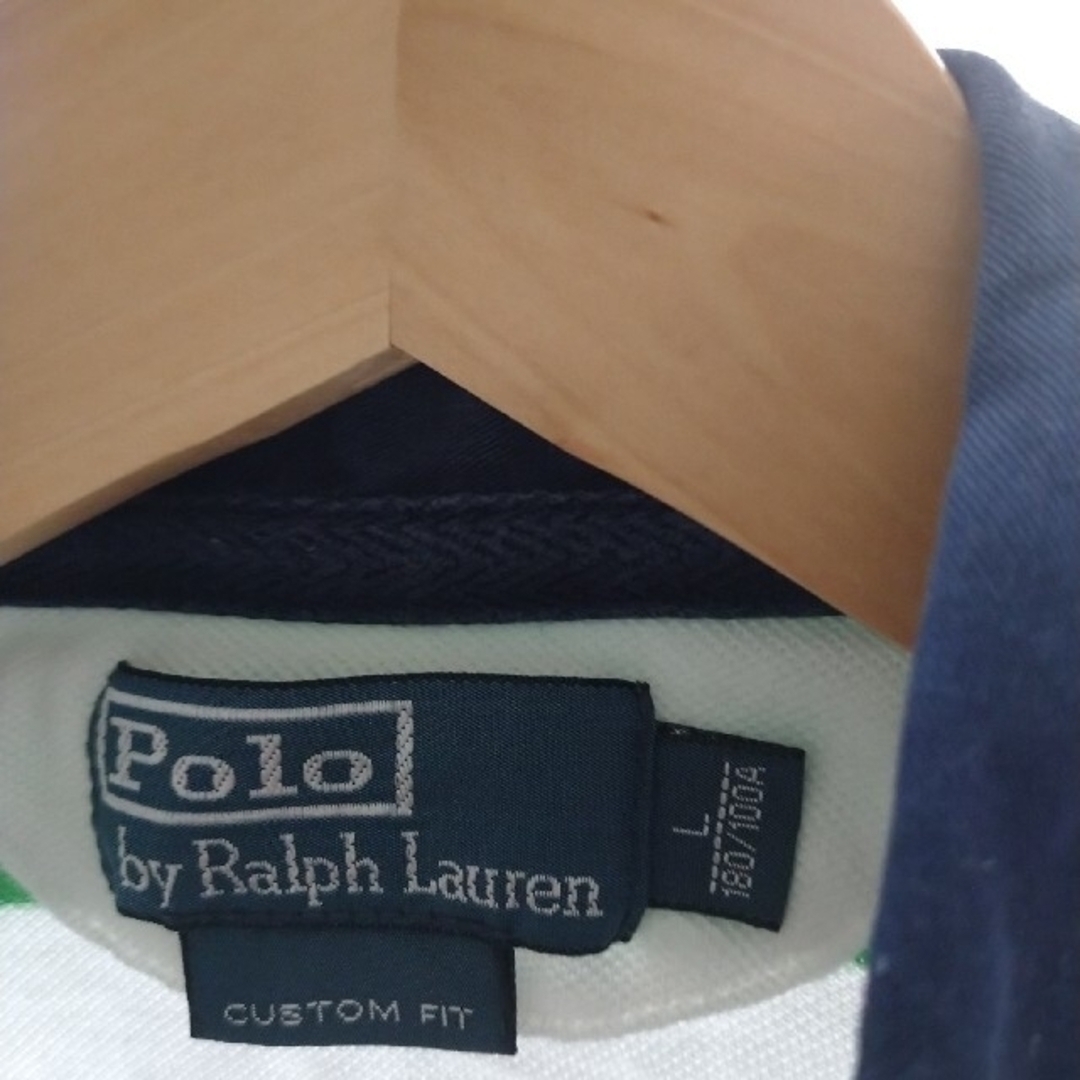 Polo
by Ralph Lauren
L
180/100A
CUSTOM FIT